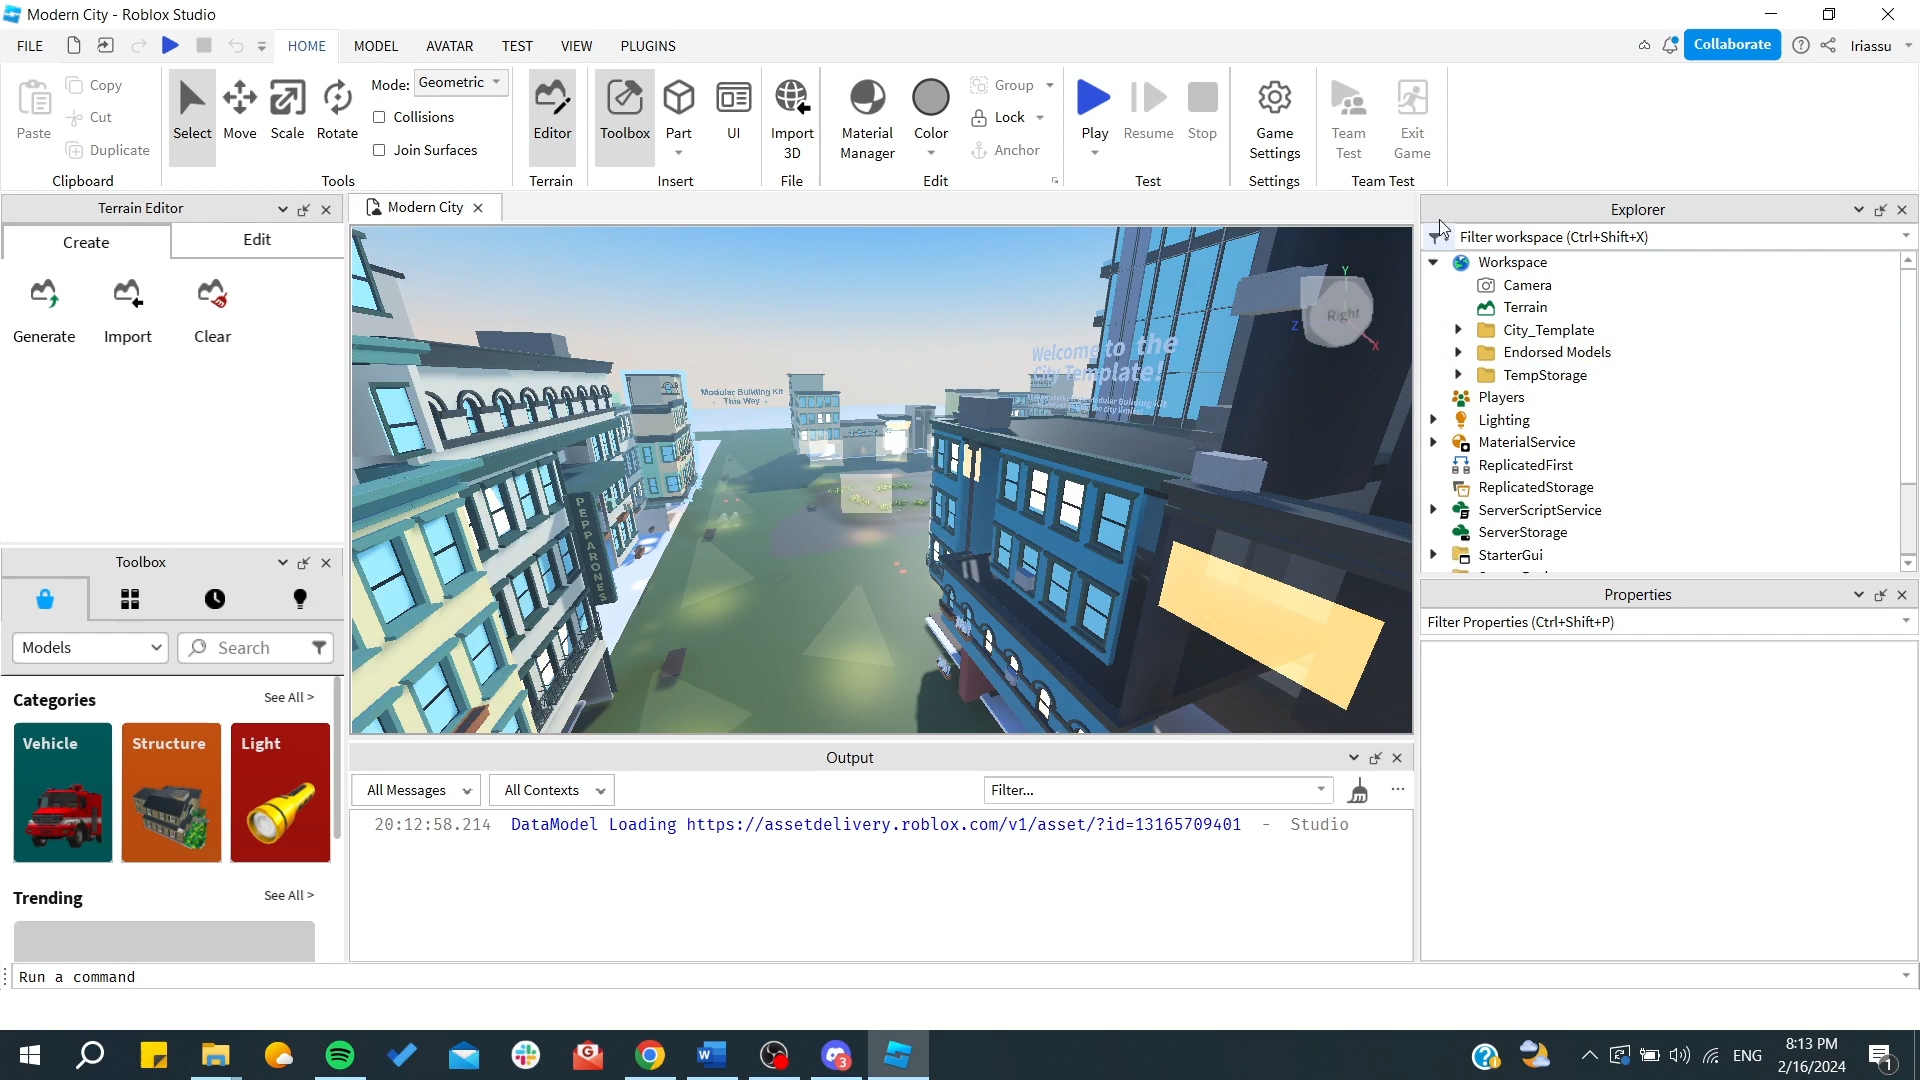 Modern City - Roblox Studio
FILE
HOME
MODEL
AVATAR
TEST
VIEW
PLUGINS
Collaborate
Iriassu
Paste
Copy
Cut
Duplicate
Clipboard
Select
Move
Scale
Rotate
Mode: Geometric
Collisions
Join Surfaces
Tools
Editor
Terrain
Toolbox
Part
UI
Insert
Import
3D
File
Material
Manager
Color
Group
Lock
Anchor
Edit
Play
Resume
Stop
Test
Game
Settings
Settings
Team
Test
Exit
Game
Team Test
Terrain Editor
Create
Edit
Generate
Import
Clear
Toolbox
Models
Search
Categories
See All >
Vehicle
Structure
Light
Trending
See All >
Modern City
Welcome to the
City Template!
Modular Building Kit
This Way
PEPPARONES
Right
Y
Z
X
Output
All Messages
All Contexts
Filter...
20:12:58.214 DataModel Loading https://assetdelivery.roblox.com/v1/asset/?id=13165709401 - Studio
Explorer
Filter workspace (Ctrl+Shift+X)
Workspace
Camera
Terrain
City_Template
Endorsed Models
TempStorage
Players
Lighting
MaterialService
ReplicatedFirst
ReplicatedStorage
ServerScriptService
ServerStorage
StarterGui
Properties
Filter Properties (Ctrl+Shift+P)
Run a command
3
ENG
8:13 PM
2/16/2024
1